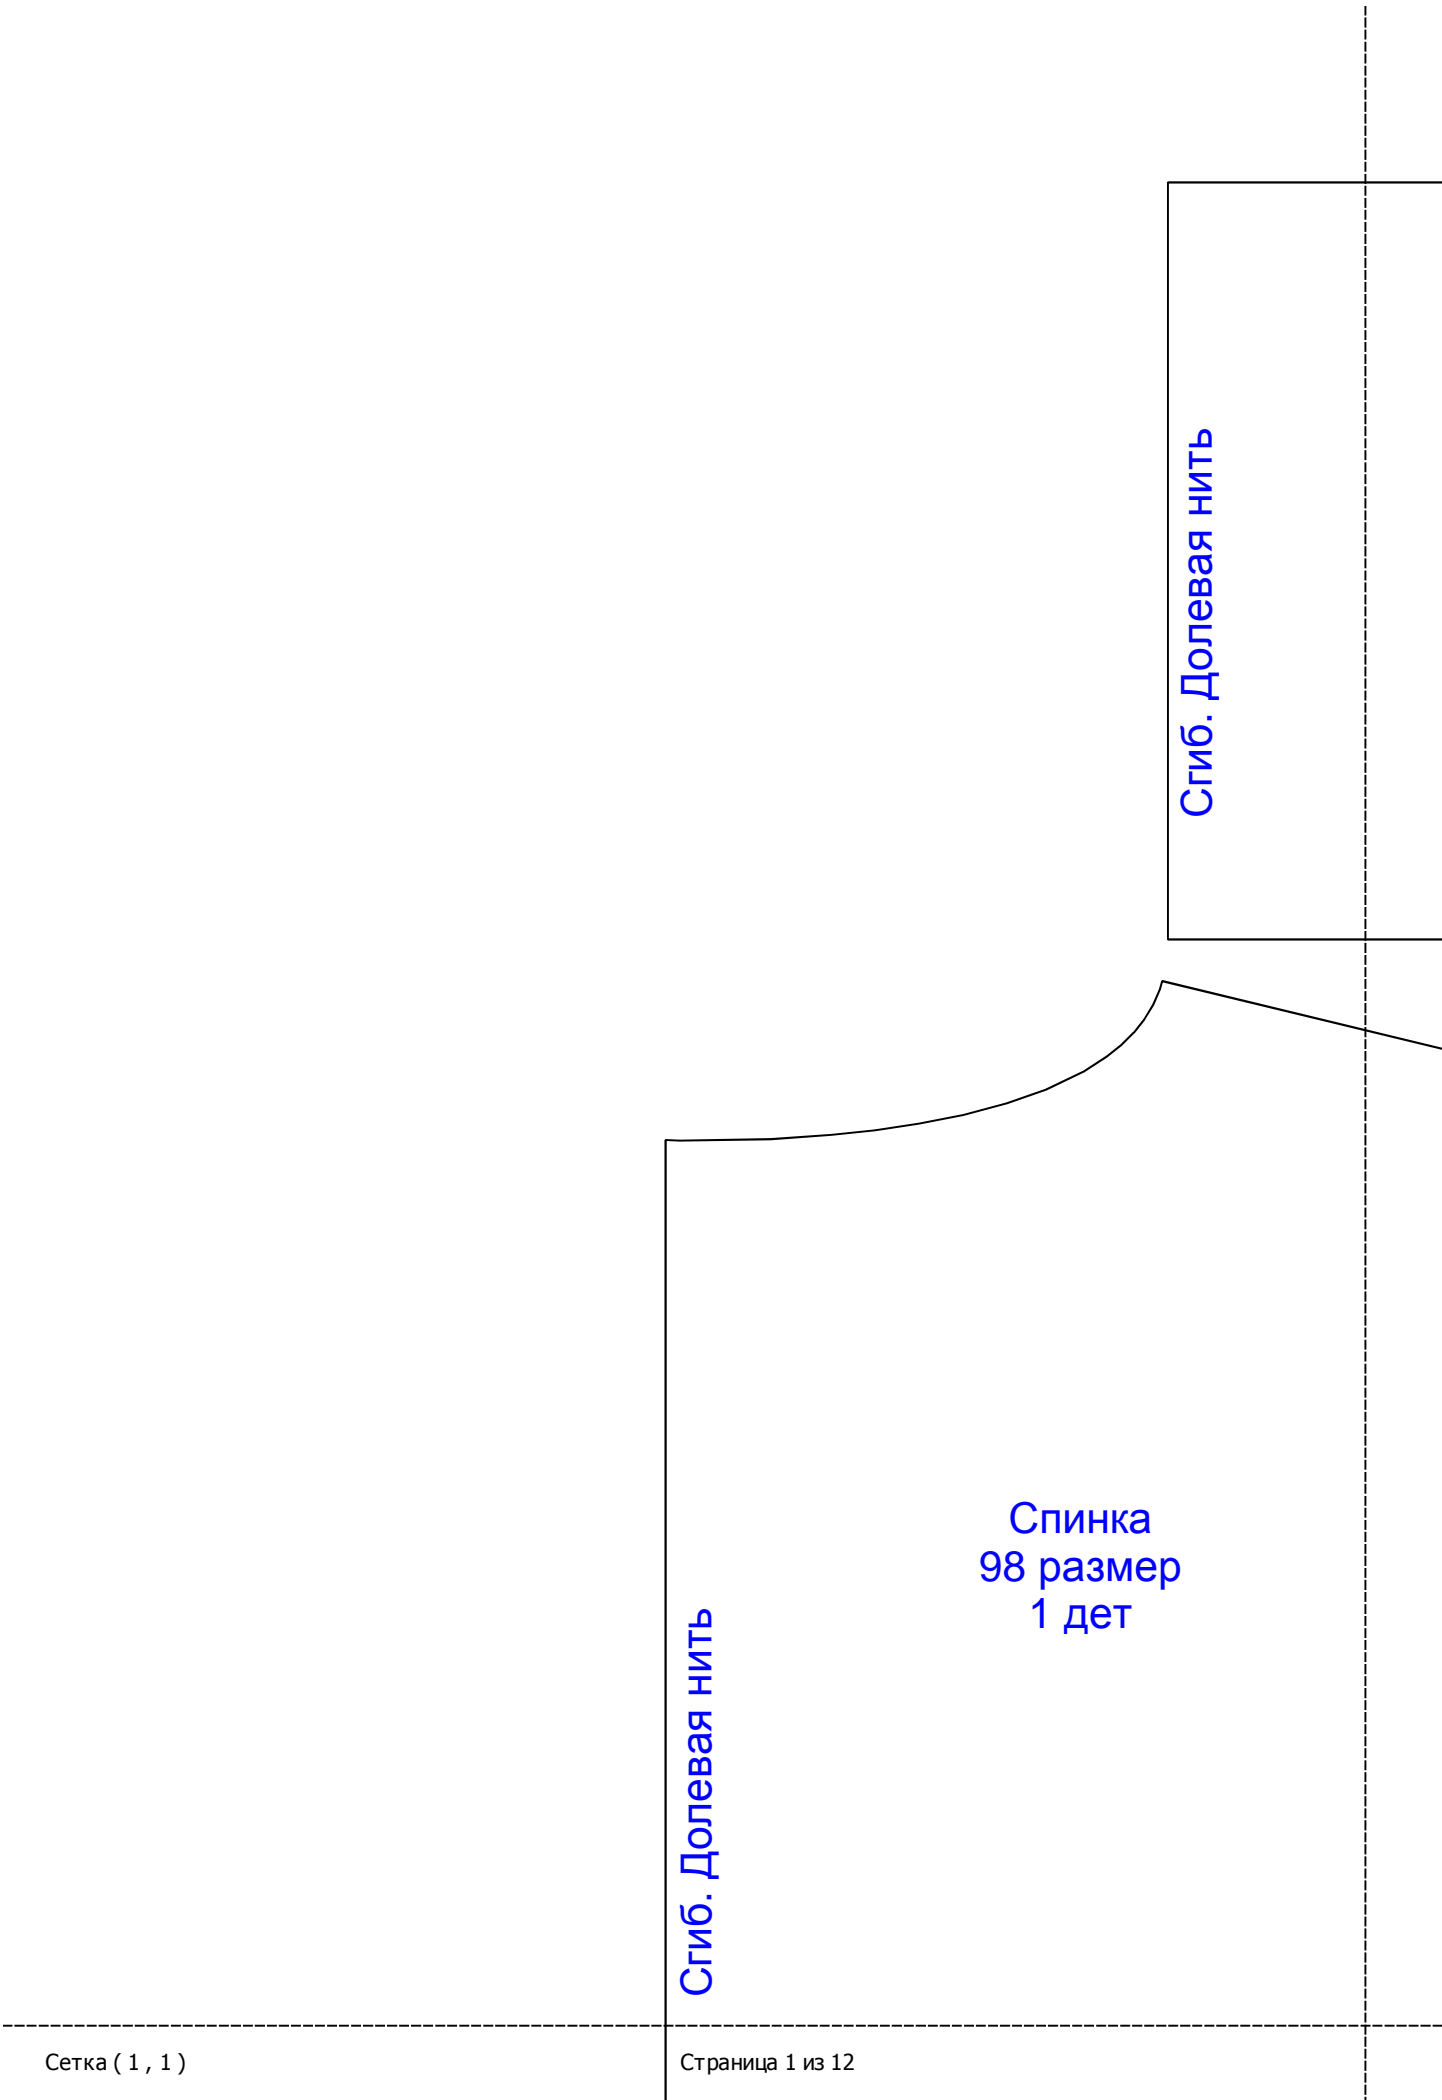 Сгиб. Долевая нить
Спинка
98 размер
1 дет
Сгиб. Долевая нить
Сетка ( 1 , 1 )
Страница 1 из 12